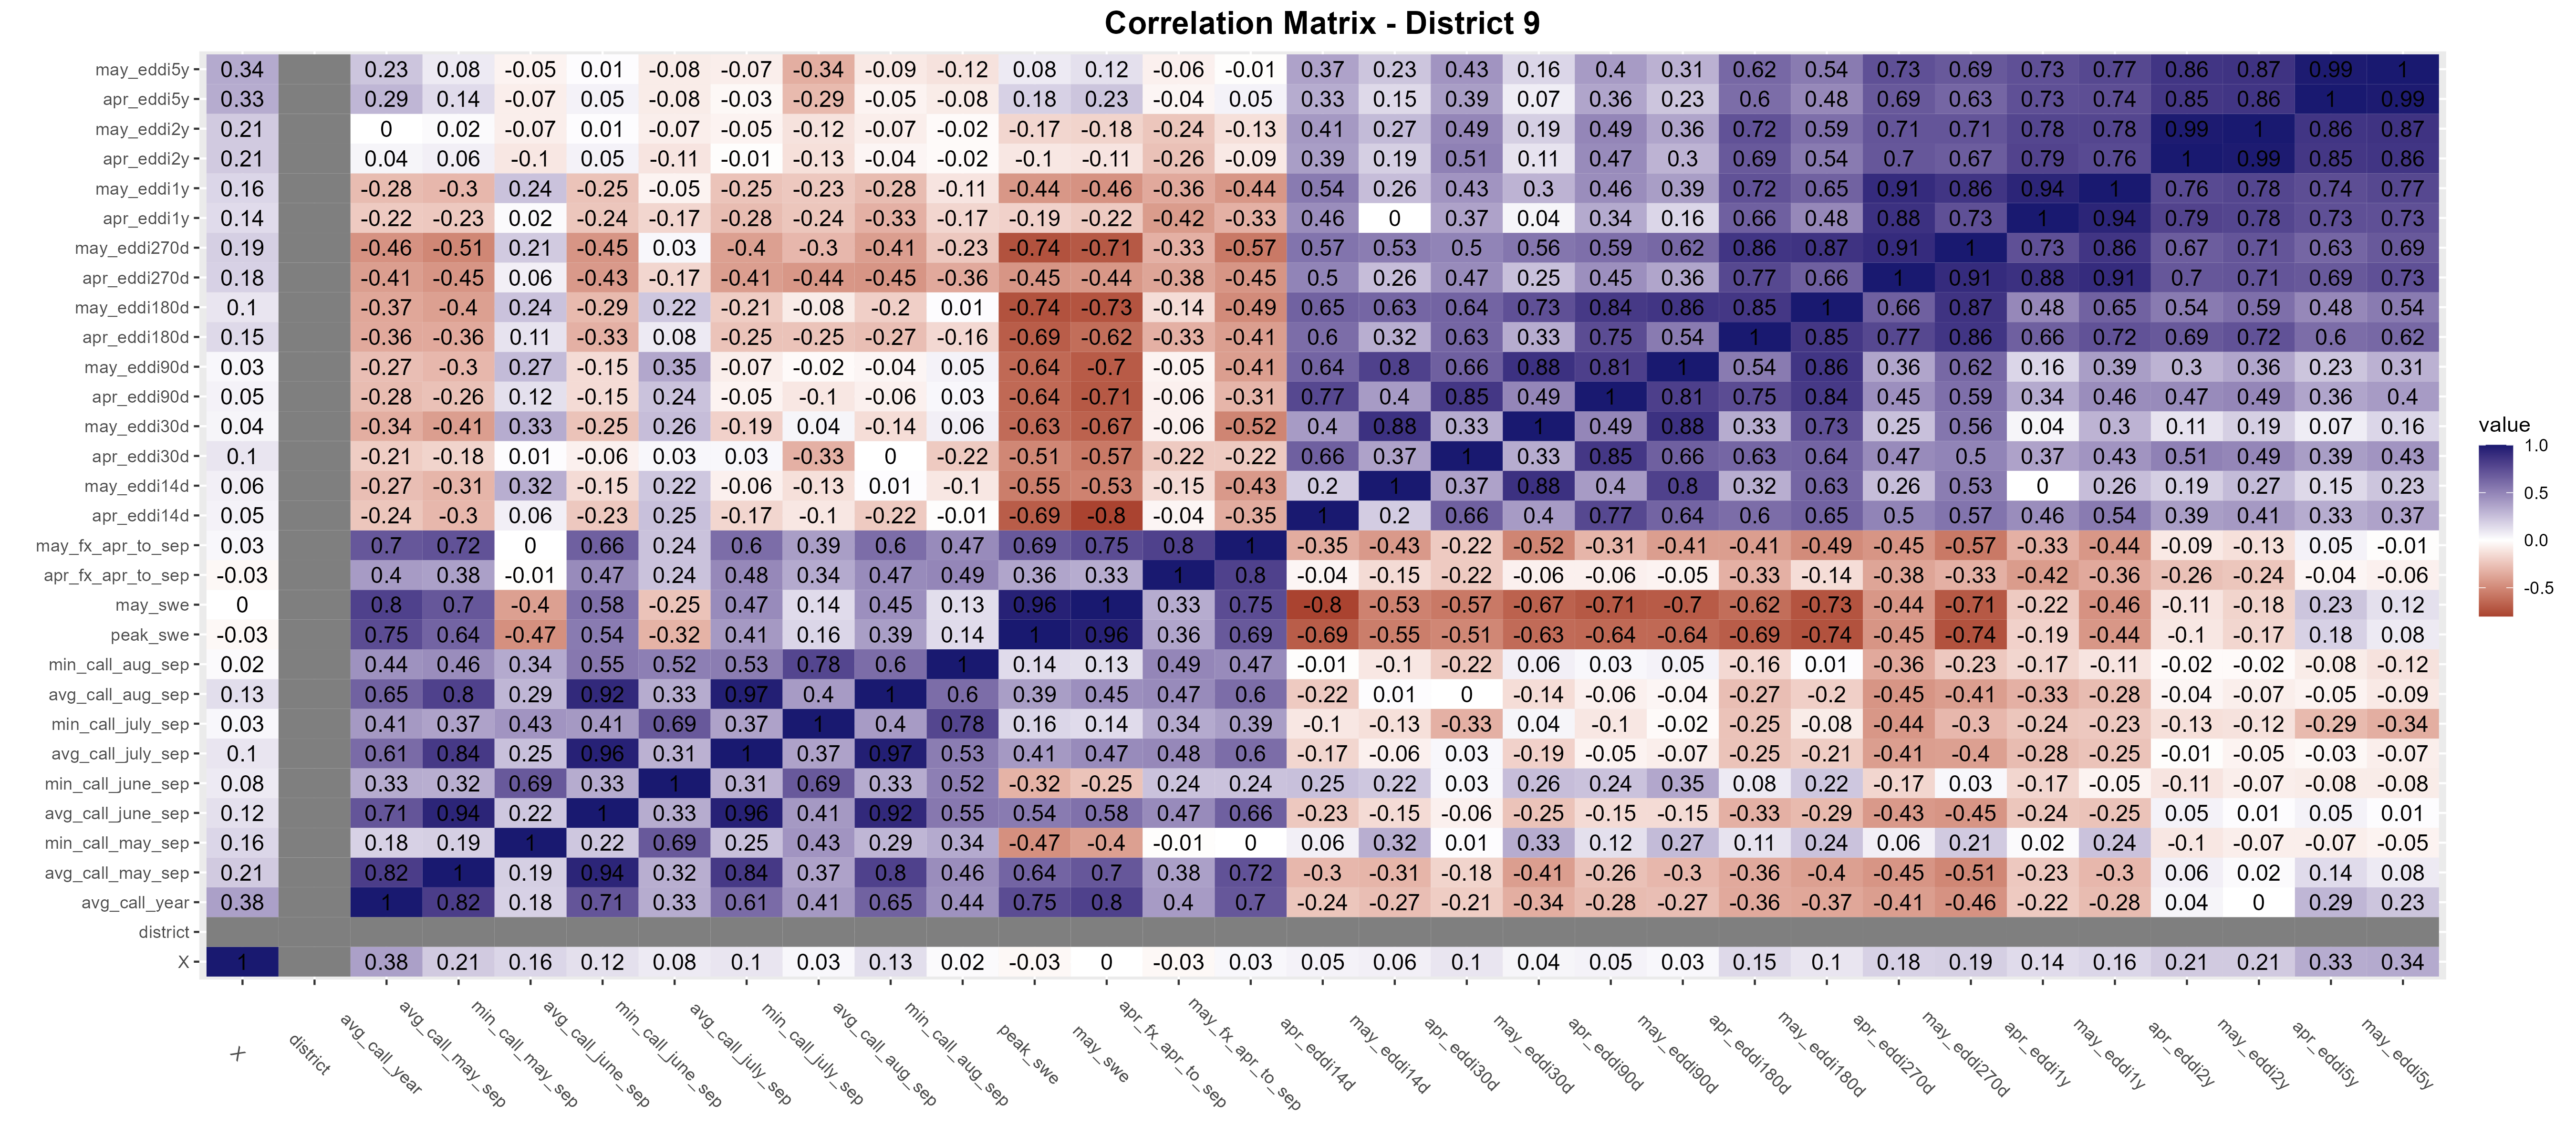 Correlation Matrix - District 9
may_eddi5y 0.34 0.23 0.08 -0.05 0.01 -0.08 -0.07 -0.34 -0.09 -0.12 0.08 0.12 -0.06 -0.01 0.37 0.23 0.43 0.16 0.4 0.31 0.62 0.54 0.73 0.69 0.73 0.77 0.86 0.87 0.99 1
apr_eddi5y 0.33 0.29 0.14 -0.07 0.05 -0.08 -0.03 -0.29 -0.05 -0.08 0.18 0.23 -0.04 0.05 0.33 0.15 0.39 0.07 0.36 0.23 0.6 0.48 0.69 0.63 0.73 0.74 0.85 0.86 1 0.99
may_eddi2y 0.21 0 0.02 -0.07 0.01 -0.07 -0.05 -0.12 -0.07 -0.02 -0.17 -0.18 -0.24 -0.13 0.41 0.27 0.49 0.19 0.49 0.36 0.72 0.59 0.71 0.71 0.78 0.78 0.99 1 0.86 0.87
apr_eddi2y 0.21 0.04 0.06 -0.1 0.05 -0.11 -0.01 -0.13 -0.04 -0.02 -0.1 -0.11 -0.26 -0.09 0.39 0.19 0.51 0.11 0.47 0.3 0.69 0.54 0.7 0.67 0.79 0.76 1 0.99 0.85 0.86
may_eddi1y 0.16 -0.28 -0.3 0.24 -0.25 -0.05 -0.25 -0.23 -0.28 -0.11 -0.44 -0.46 -0.36 -0.44 0.54 0.26 0.43 0.3 0.46 0.39 0.72 0.65 0.91 0.86 0.94 1 0.76 0.78 0.74 0.77
apr_eddi1y 0.14 -0.22 -0.23 0.02 -0.24 -0.17 -0.28 -0.24 -0.33 -0.17 -0.19 -0.22 -0.42 -0.33 0.46 0 0.37 0.04 0.34 0.16 0.66 0.48 0.88 0.73 1 0.94 0.79 0.78 0.73 0.73
may_eddi270d 0.19 -0.46 -0.51 0.21 -0.45 0.03 -0.4 -0.3 -0.41 -0.23 -0.74 -0.71 -0.33 -0.57 0.57 0.53 0.5 0.56 0.59 0.62 0.86 0.87 0.91 1 0.73 0.86 0.67 0.71 0.63 0.69
apr_eddi270d 0.18 -0.41 -0.45 0.06 -0.43 -0.17 -0.41 -0.44 -0.45 -0.36 -0.45 -0.44 -0.38 -0.45 0.5 0.26 0.47 0.25 0.45 0.36 0.77 0.66 1 0.91 0.88 0.91 0.7 0.71 0.69 0.73
may_eddi180d 0.1 -0.37 -0.4 0.24 -0.29 0.22 -0.21 -0.08 -0.2 0.01 -0.74 -0.73 -0.14 -0.49 0.65 0.63 0.64 0.73 0.84 0.86 0.85 1 0.66 0.87 0.48 0.65 0.54 0.59 0.48 0.54
apr_eddi180d 0.15 -0.36 -0.36 0.11 -0.33 0.08 -0.25 -0.25 -0.27 -0.16 -0.69 -0.62 -0.33 -0.41 0.6 0.32 0.63 0.33 0.75 0.54 1 0.85 0.77 0.86 0.66 0.72 0.69 0.72 0.6 0.62
may_eddi90d 0.03 -0.27 -0.3 0.27 -0.15 0.35 -0.07 -0.02 -0.04 0.05 -0.64 -0.7 -0.05 -0.41 0.64 0.8 0.66 0.88 0.81 1 0.54 0.86 0.36 0.62 0.16 0.39 0.3 0.36 0.23 0.31
apr_eddi90d 0.05 -0.28 -0.26 0.12 -0.15 0.24 -0.05 -0.1 -0.06 0.03 -0.64 -0.71 -0.06 -0.31 0.77 0.4 0.85 0.49 1 0.81 0.75 0.84 0.45 0.59 0.34 0.46 0.47 0.49 0.36 0.4
may_eddi30d 0.04 -0.34 -0.41 0.33 -0.25 0.26 -0.19 0.04 -0.14 0.06 -0.63 -0.67 -0.06 -0.52 0.4 0.88 0.33 1 0.49 0.88 0.33 0.73 0.25 0.56 0.04 0.3 0.11 0.19 0.07 0.16
apr_eddi30d 0.1 -0.21 -0.18 0.01 -0.06 0.03 0.03 -0.33 0 -0.22 -0.51 -0.57 -0.22 -0.22 0.66 0.37 1 0.33 0.85 0.66 0.63 0.64 0.47 0.5 0.37 0.43 0.51 0.49 0.39 0.43
may_eddi14d 0.06 -0.27 -0.31 0.32 -0.15 0.22 -0.06 -0.13 0.01 -0.1 -0.55 -0.53 -0.15 -0.43 0.2 1 0.37 0.88 0.4 0.8 0.32 0.63 0.26 0.53 0 0.26 0.19 0.27 0.15 0.23
apr_eddi14d 0.05 -0.24 -0.3 0.06 -0.23 0.25 -0.17 -0.1 -0.22 -0.01 -0.69 -0.8 -0.04 -0.35 1 0.2 0.66 0.4 0.77 0.64 0.6 0.65 0.5 0.57 0.46 0.54 0.39 0.41 0.33 0.37
may_fx_apr_to_sep 0.03 0.7 0.72 0 0.66 0.24 0.6 0.39 0.6 0.47 0.69 0.75 0.8 1 -0.35 -0.43 -0.22 -0.52 -0.31 -0.41 -0.41 -0.49 -0.45 -0.57 -0.33 -0.44 -0.09 -0.13 0.05 -0.01
apr_fx_apr_to_sep -0.03 0.4 0.38 -0.01 0.47 0.24 0.48 0.34 0.47 0.49 0.36 0.33 1 0.8 -0.04 -0.15 -0.22 -0.06 -0.06 -0.05 -0.33 -0.14 -0.38 -0.33 -0.42 -0.36 -0.26 -0.24 -0.04 -0.06
may_swe 0 0.8 0.7 -0.4 0.58 -0.25 0.47 0.14 0.45 0.13 0.96 1 0.33 0.75 -0.8 -0.53 -0.57 -0.67 -0.71 -0.7 -0.62 -0.73 -0.44 -0.71 -0.22 -0.46 -0.11 -0.18 0.23 0.12
peak_swe -0.03 0.75 0.64 -0.47 0.54 -0.32 0.41 0.16 0.39 0.14 1 0.96 0.36 0.69 -0.69 -0.55 -0.51 -0.63 -0.64 -0.64 -0.69 -0.74 -0.45 -0.74 -0.19 -0.44 -0.1 -0.17 0.18 0.08
min_call_aug_sep 0.02 0.44 0.46 0.34 0.55 0.52 0.53 0.78 0.6 1 0.14 0.13 0.49 0.47 -0.01 -0.1 -0.22 0.06 0.03 0.05 -0.16 0.01 -0.36 -0.23 -0.17 -0.11 -0.02 -0.02 -0.08 -0.12
avg_call_aug_sep 0.13 0.65 0.8 0.29 0.92 0.33 0.97 0.4 1 0.6 0.39 0.45 0.47 0.6 -0.22 0.01 0 -0.14 -0.06 -0.04 -0.27 -0.2 -0.45 -0.41 -0.33 -0.28 -0.04 -0.07 -0.05 -0.09
min_call_july_sep 0.03 0.41 0.37 0.43 0.41 0.69 0.37 1 0.4 0.78 0.16 0.14 0.34 0.39 -0.1 -0.13 -0.33 0.04 -0.1 -0.02 -0.25 -0.08 -0.44 -0.3 -0.24 -0.23 -0.13 -0.12 -0.29 -0.34
avg_call_july_sep 0.1 0.61 0.84 0.25 0.96 0.31 1 0.37 0.97 0.53 0.41 0.47 0.48 0.6 -0.17 -0.06 0.03 -0.19 -0.05 -0.07 -0.25 -0.21 -0.41 -0.4 -0.28 -0.25 -0.01 -0.05 -0.03 -0.07
min_call_june_sep 0.08 0.33 0.32 0.69 0.33 1 0.31 0.69 0.33 0.52 -0.32 -0.25 0.24 0.24 0.25 0.22 0.03 0.26 0.24 0.35 0.08 0.22 -0.17 0.03 -0.17 -0.05 -0.11 -0.07 -0.08 -0.08
avg_call_june_sep 0.12 0.71 0.94 0.22 1 0.33 0.96 0.41 0.92 0.55 0.54 0.58 0.47 0.66 -0.23 -0.15 -0.06 -0.25 -0.15 -0.15 -0.33 -0.29 -0.43 -0.45 -0.24 -0.25 0.05 0.01 0.05 0.01
min_call_may_sep 0.16 0.18 0.19 1 0.22 0.69 0.25 0.43 0.29 0.34 -0.47 -0.4 -0.01 0 0.06 0.32 0.01 0.33 0.12 0.27 0.11 0.24 0.06 0.21 0.02 0.24 -0.1 -0.07 -0.07 -0.05
avg_call_may_sep 0.21 0.82 1 0.19 0.94 0.32 0.84 0.37 0.8 0.46 0.64 0.7 0.38 0.72 -0.3 -0.31 -0.18 -0.41 -0.26 -0.3 -0.36 -0.4 -0.45 -0.51 -0.23 -0.3 0.06 0.02 0.14 0.08
avg_call_year 0.38 1 0.82 0.18 0.71 0.33 0.61 0.41 0.65 0.44 0.75 0.8 0.4 0.7 -0.24 -0.27 -0.21 -0.34 -0.28 -0.27 -0.36 -0.37 -0.41 -0.46 -0.22 -0.28 0.04 0 0.29 0.23
district
X 1 0.38 0.21 0.16 0.12 0.08 0.1 0.03 0.13 0.02 -0.03 0 -0.03 0.03 0.05 0.06 0.1 0.04 0.05 0.03 0.15 0.1 0.18 0.19 0.14 0.16 0.21 0.21 0.33 0.34
X district avg_call_year avg_call_may_sep min_call_may_sep avg_call_june_sep min_call_june_sep avg_call_july_sep min_call_july_sep avg_call_aug_sep min_call_aug_sep peak_swe may_swe apr_fx_apr_to_sep may_fx_apr_to_sep apr_eddi14d may_eddi14d apr_eddi30d may_eddi30d apr_eddi90d may_eddi90d apr_eddi180d may_eddi180d apr_eddi270d may_eddi270d apr_eddi1y may_eddi1y apr_eddi2y may_eddi2y apr_eddi5y may_eddi5y
value
1.0
0.5
0.0
-0.5